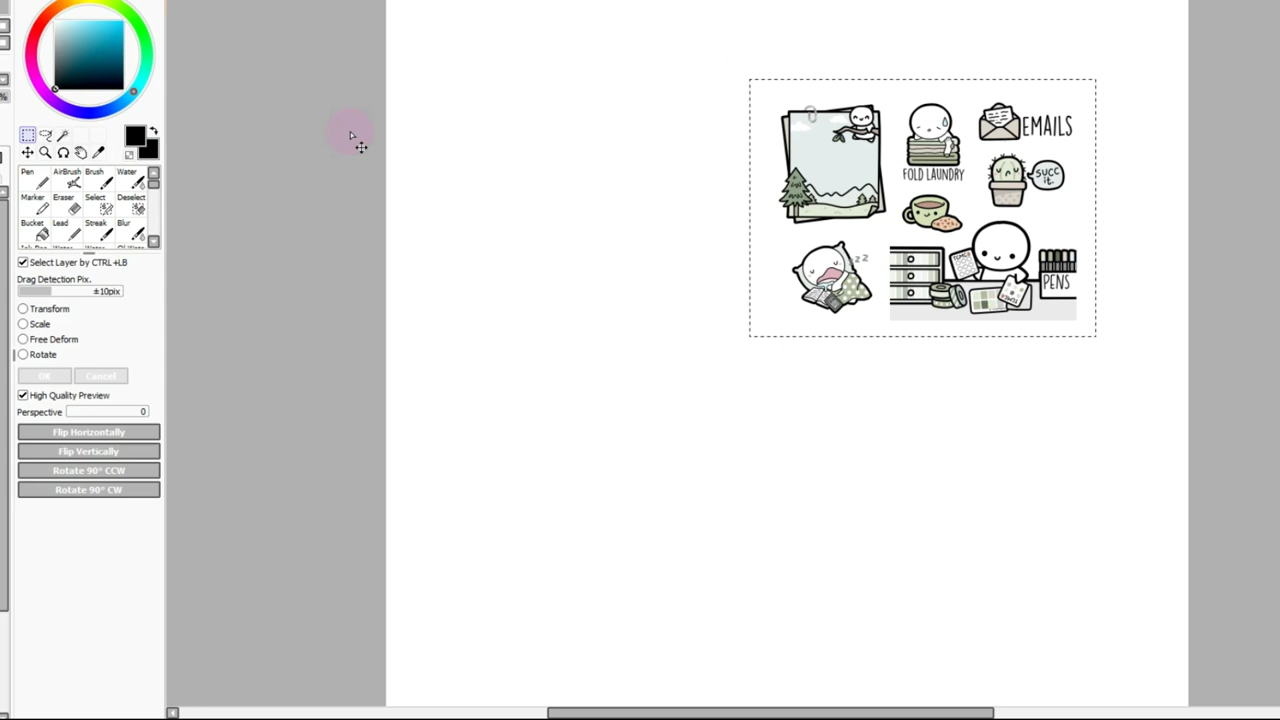 %
Pen AirBrush Brush Water
Marker Eraser Select Deselect
Bucket Lead Streak Blur
Select Layer by CTRL+LB
Drag Detection Pix.
±10pix
Transform
Scale
Free Deform
Rotate
OK Cancel
High Quality Preview
Perspective 0
Flip Horizontally
Flip Vertically
Rotate 90° CCW
Rotate 90° CW
EMAILS
FOLD LAUNDRY
SUCC
it.
z z z
PENS